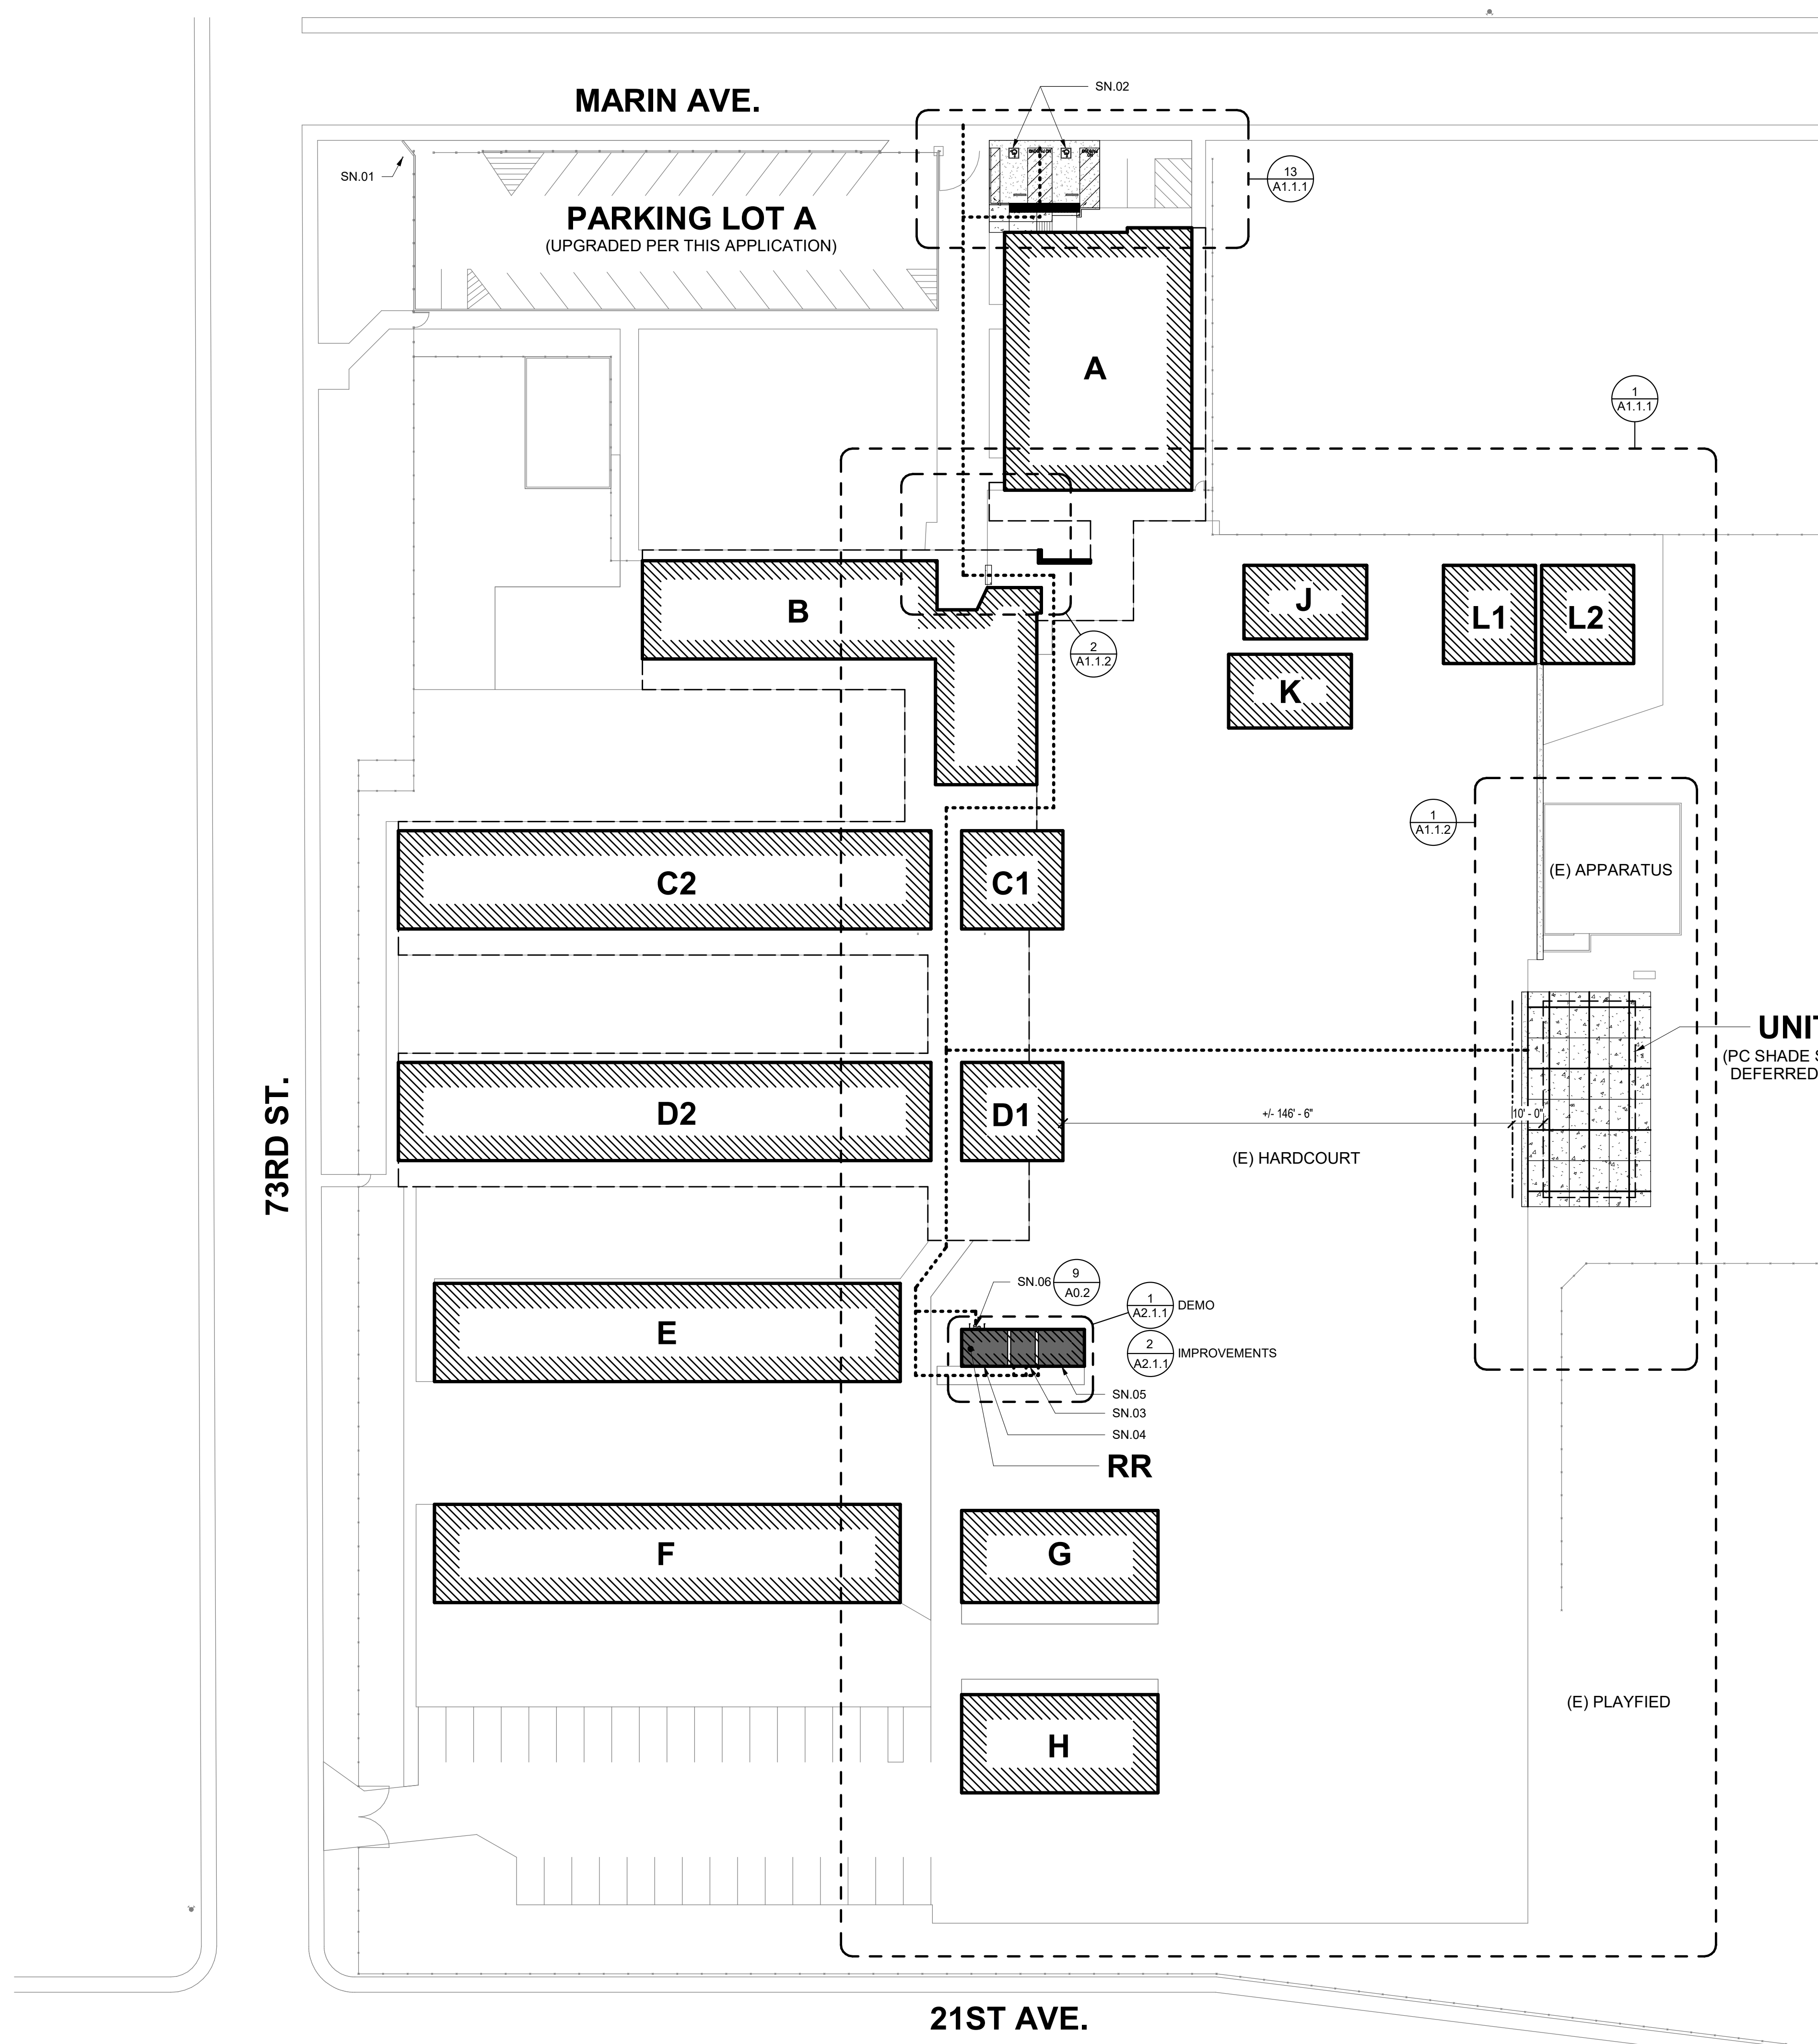 MARIN AVE.
SN.02
SN.01
13
A1.1.1
PARKING LOT A
(UPGRADED PER THIS APPLICATION)
A
1
A1.1.1
B
J
L1
L2
2
A1.1.2
K
1
A1.1.2
(E) APPARATUS
C2
C1
UNIT
(PC SHADE S
DEFERRED
73RD ST.
D2
D1
+/- 146' - 6"
10' - 0"
(E) HARDCOURT
SN.06
9
A0.2
1
A2.1.1
DEMO
E
2
A2.1.1
IMPROVEMENTS
SN.05
SN.03
SN.04
RR
F
G
(E) PLAYFIED
H
21ST AVE.